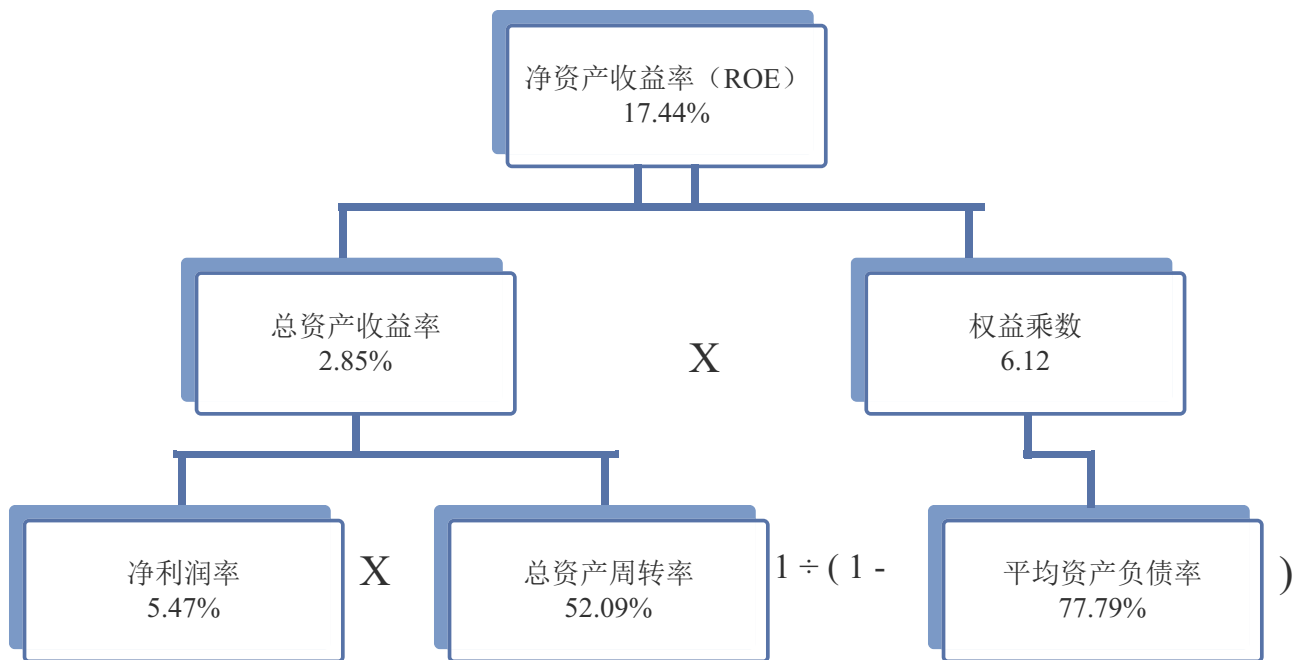 净资产收益率（ROE）
17.44%
总资产收益率
2.85%
X
权益乘数
6.12
净利润率
5.47%
X
总资产周转率
52.09%
1 ÷ ( 1 -
平均资产负债率
77.79%
)